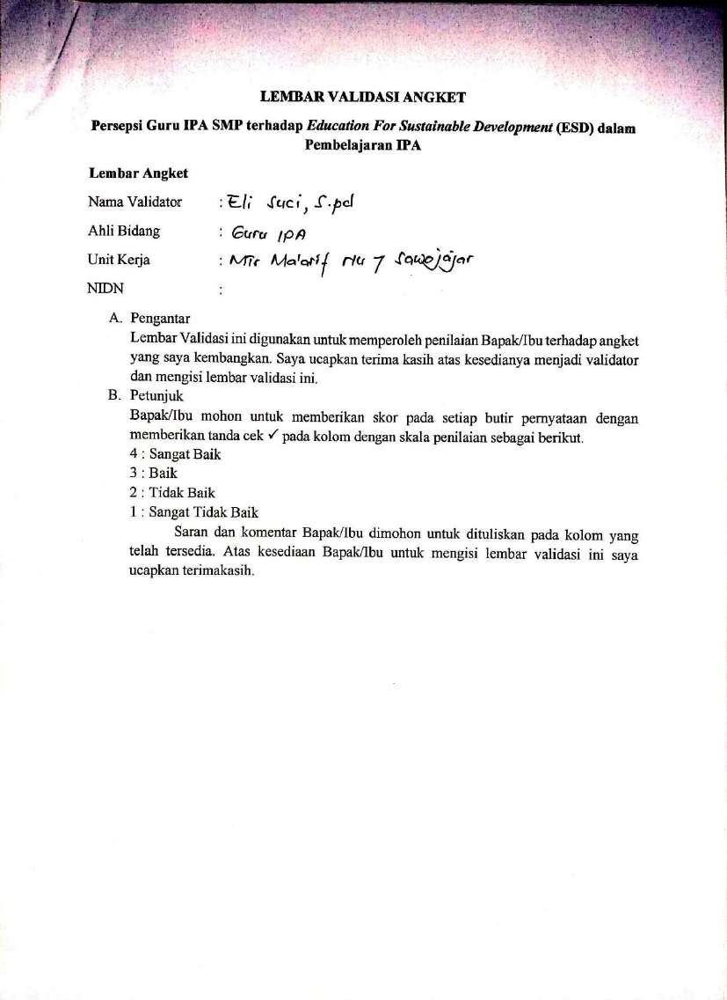 LEMBAR VALIDASI ANGKET
Persepsi Guru IPA SMP terhadap Education For Sustainable Development (ESD) dalam
Pembelajaran IPA
Lembar Angket
Nama Validator : Eli Suci, S.pd
Ahli Bidang : Guru IPA
Unit Kerja : MTs Ma'arif NU 7 Sawojajar
NIDN :
A. Pengantar
Lembar Validasi ini digunakan untuk memperoleh penilaian Bapak/Ibu terhadap angket
yang saya kembangkan. Saya ucapkan terima kasih atas kesedianya menjadi validator
dan mengisi lembar validasi ini.
B. Petunjuk
Bapak/Ibu mohon untuk memberikan skor pada setiap butir pernyataan dengan
memberikan tanda cek ✓ pada kolom dengan skala penilaian sebagai berikut.
4 : Sangat Baik
3 : Baik
2 : Tidak Baik
1 : Sangat Tidak Baik
Saran dan komentar Bapak/Ibu dimohon untuk dituliskan pada kolom yang
telah tersedia. Atas kesediaan Bapak/Ibu untuk mengisi lembar validasi ini saya
ucapkan terimakasih.